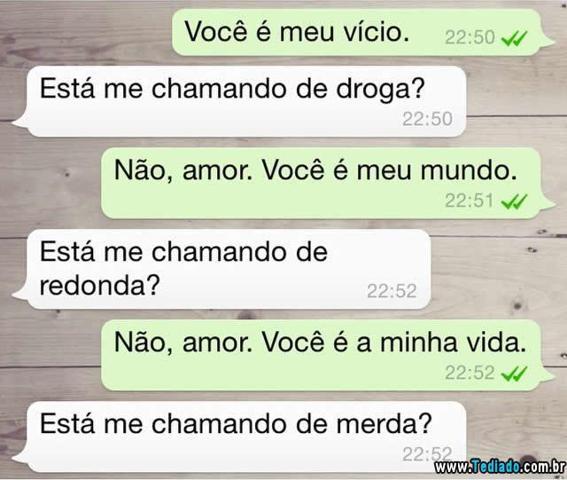 Você é meu vício.
22:50
Está me chamando de droga?
22:50
Não, amor. Você é meu mundo.
22:51
Está me chamando de
redonda?
22:52
Não, amor. Você é a minha vida.
22:52
Está me chamando de merda?
22:52
www.Tediado.com.br